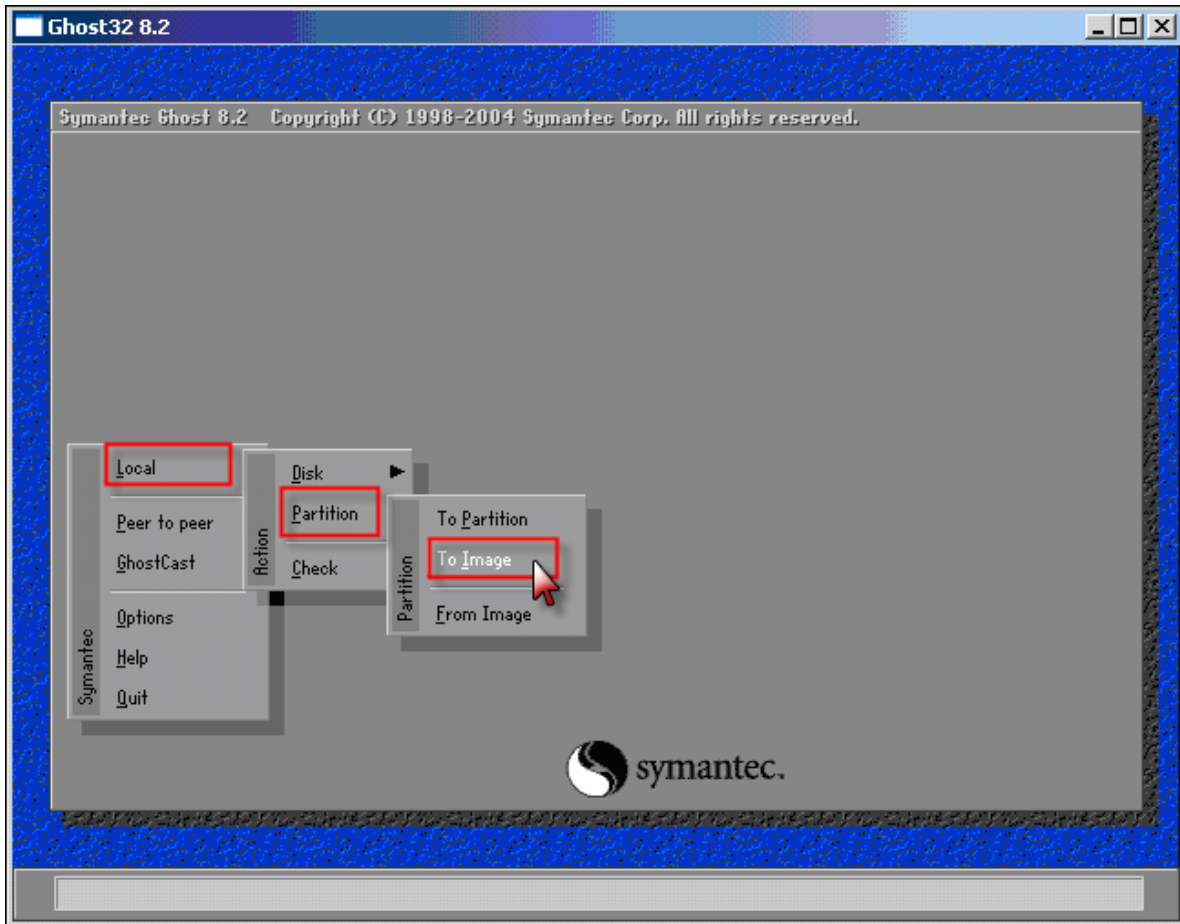 Ghost32 8.2
Symantec Ghost 8.2 Copyright (C) 1998-2004 Symantec Corp. All rights reserved.
Symantec
Local
Peer to peer
GhostCast
Options
Help
Quit
Action
Disk
Partition
Check
Partition
To Partition
To Image
From Image
symantec.